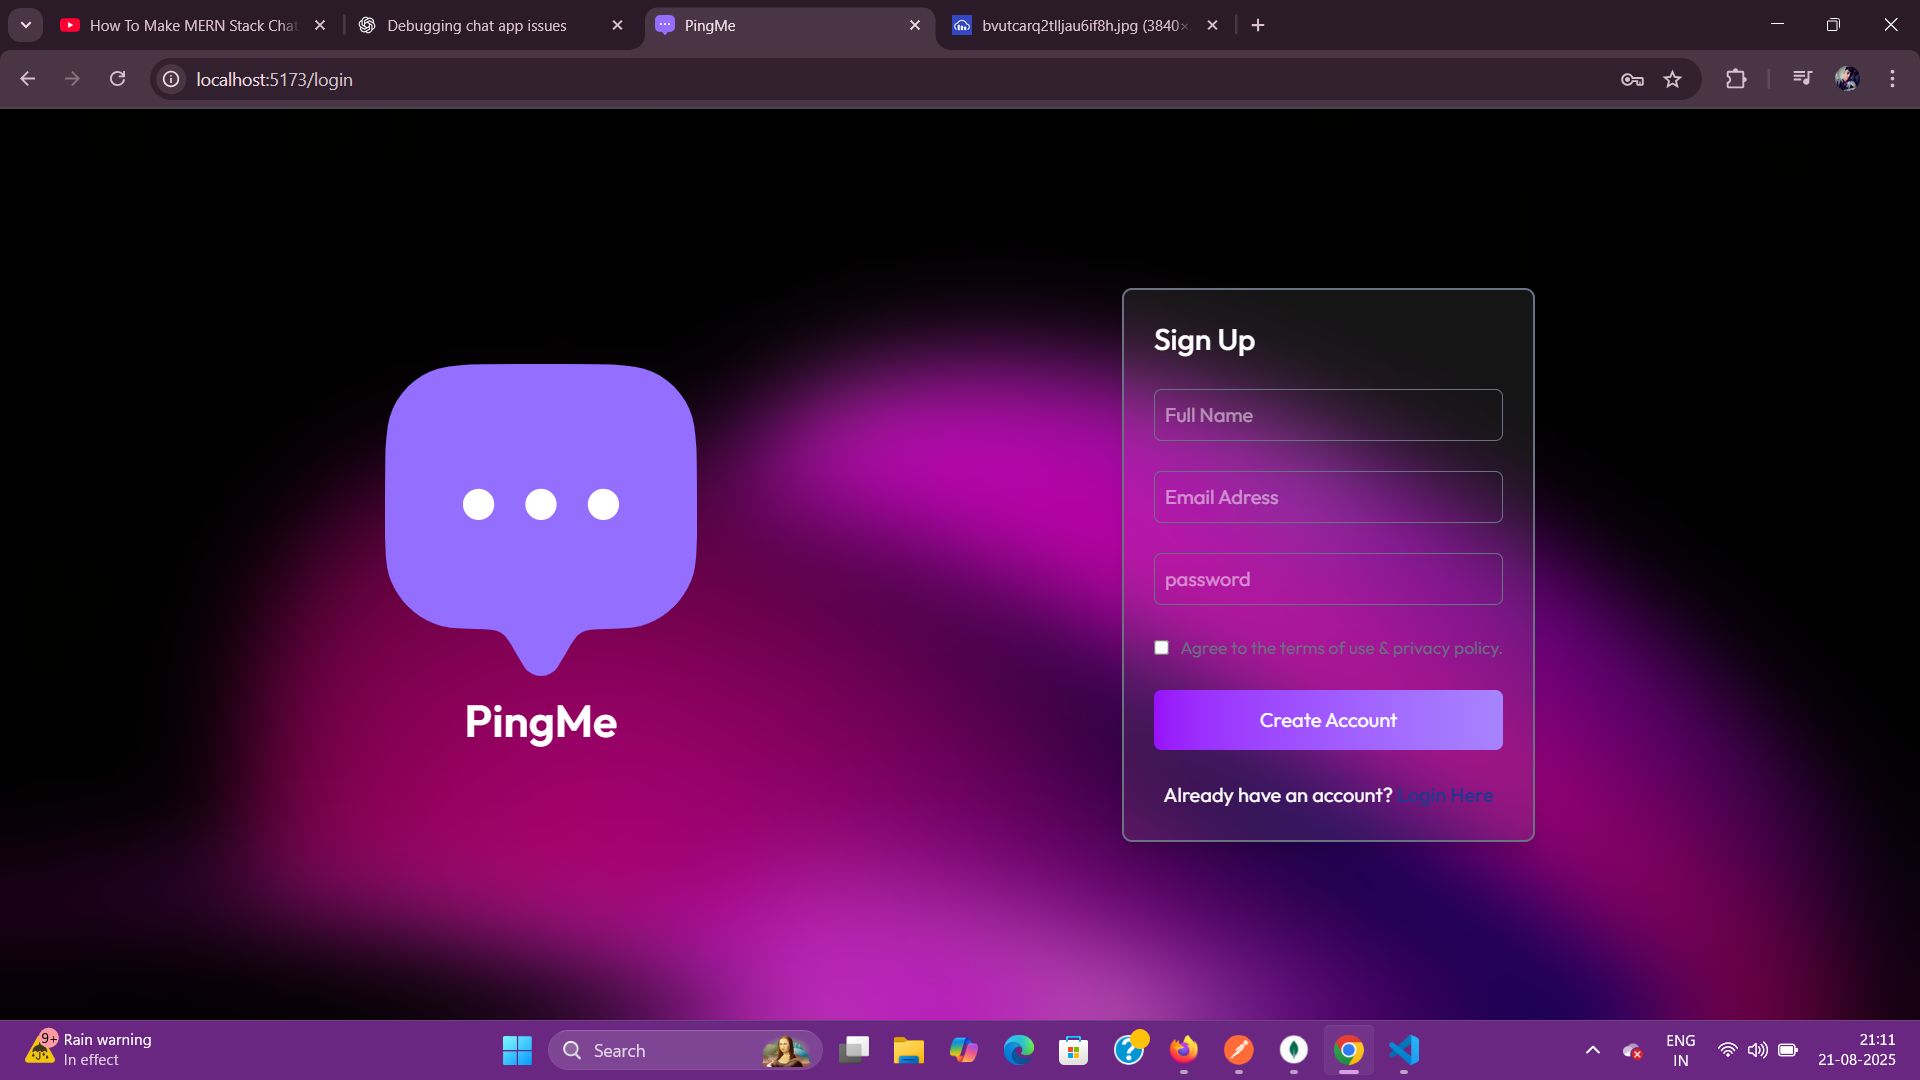 How To Make MERN Stack Chat
Debugging chat app issues
PingMe
bvutcarq2tlljau6if8h.jpg (3840×
localhost:5173/login
Sign Up
Full Name
Email Adress
password
Agree to the terms of use & privacy policy.
Create Account
Already have an account? Login Here
PingMe
9+
Rain warning
In effect
Search
ENG
IN
21:11
21-08-2025